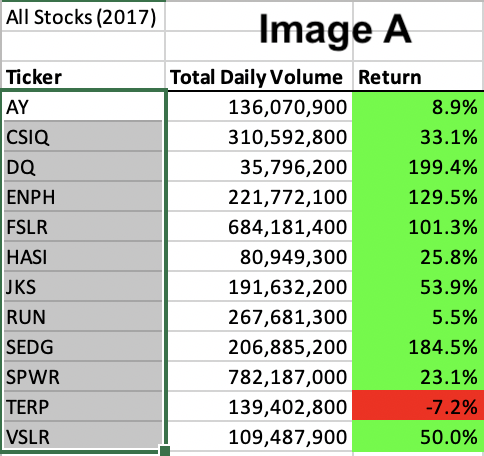 All Stocks (2017)
Image A
Ticker Total Daily Volume Return
AY 136,070,900 8.9%
CSIQ 310,592,800 33.1%
DQ 35,796,200 199.4%
ENPH 221,772,100 129.5%
FSLR 684,181,400 101.3%
HASI 80,949,300 25.8%
JKS 191,632,200 53.9%
RUN 267,681,300 5.5%
SEDG 206,885,200 184.5%
SPWR 782,187,000 23.1%
TERP 139,402,800 -7.2%
VSLR 109,487,900 50.0%